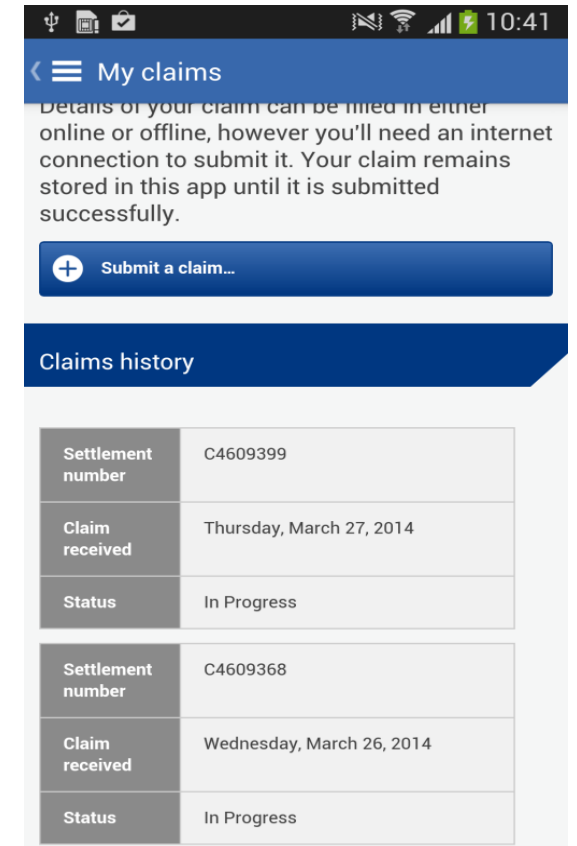 10:41
My claims
Details of your claim can be filled in either
online or offline, however you'll need an internet
connection to submit it. Your claim remains
stored in this app until it is submitted
successfully.
Submit a claim...
Claims history
Settlement number C4609399
Claim received Thursday, March 27, 2014
Status In Progress
Settlement number C4609368
Claim received Wednesday, March 26, 2014
Status In Progress